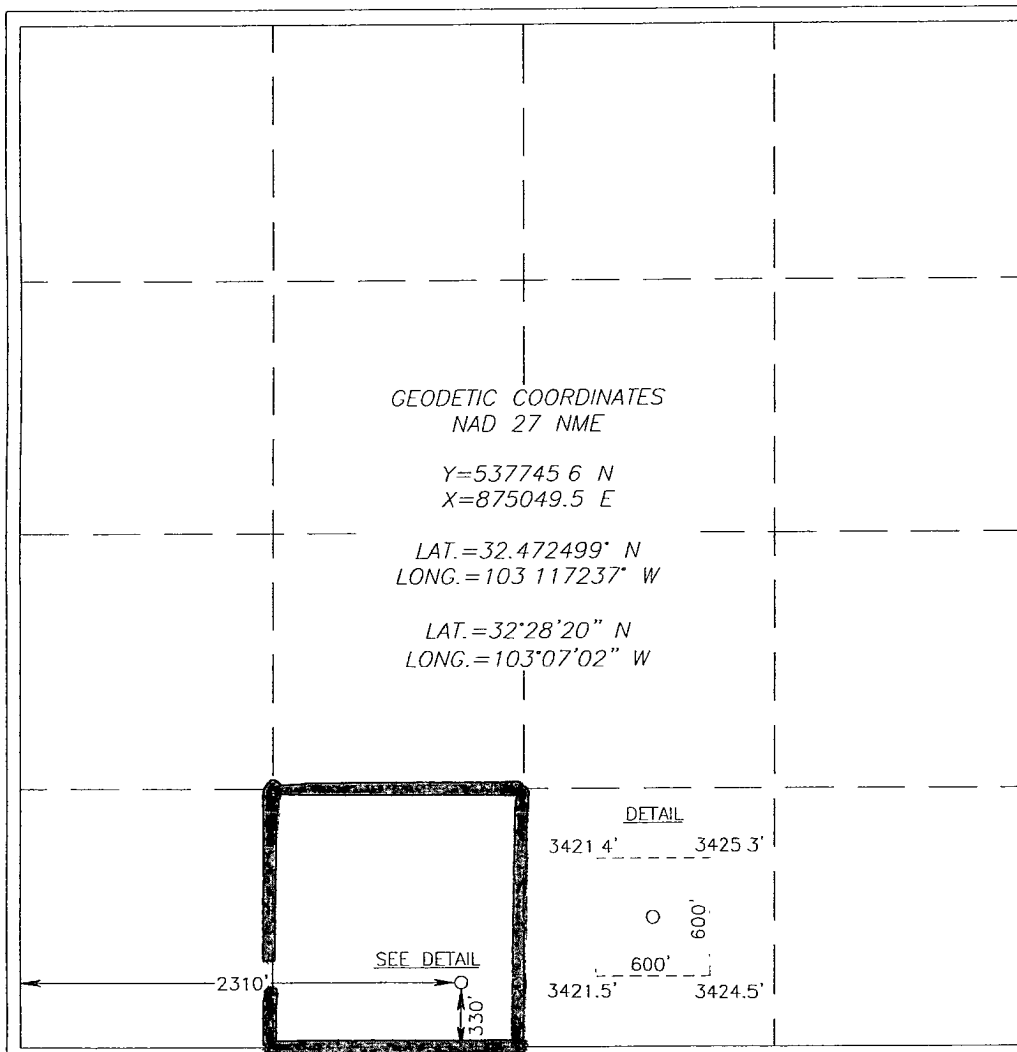 GEODETIC COORDINATES
NAD 27 NME
Y=537745 6 N
X=875049.5 E
LAT.=32.472499° N
LONG.=103 117237° W
LAT.=32°28'20" N
LONG.=103°07'02" W
DETAIL
3421 4' 3425 3'
600'
600'
3421.5' 3424.5'
SEE DETAIL
2310'
330'